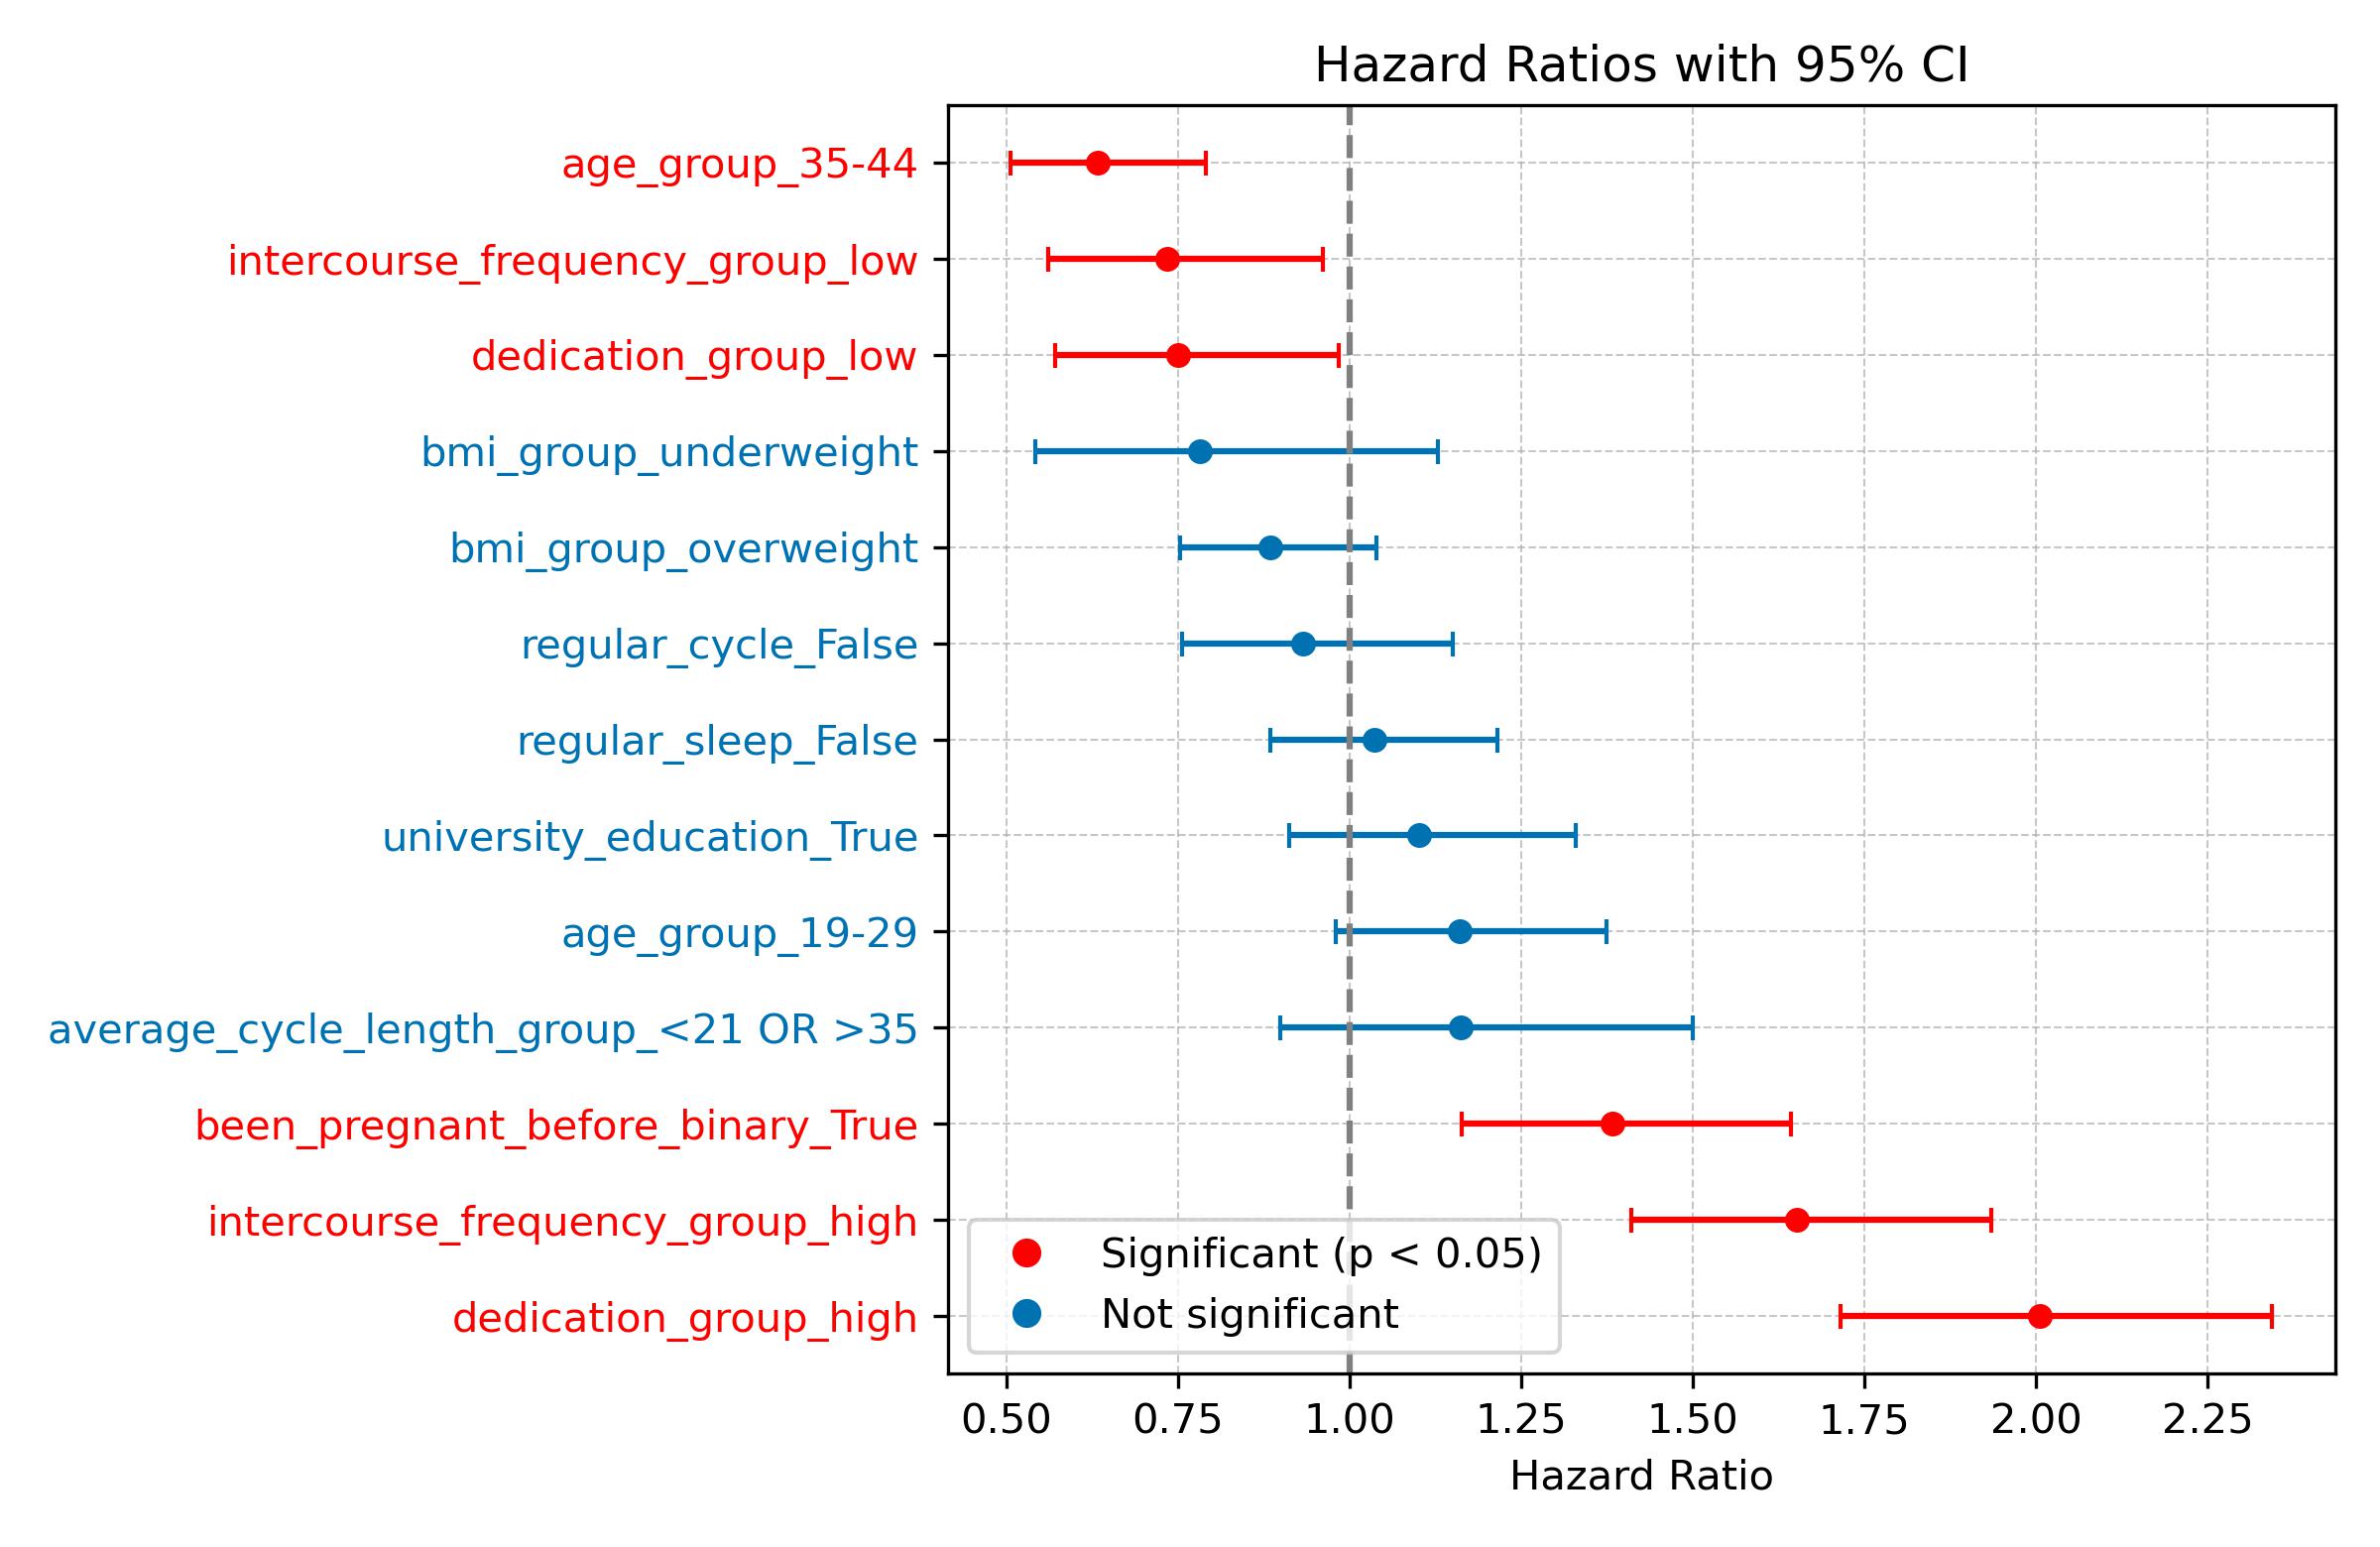 Hazard Ratios with 95% CI
age_group_35-44
intercourse_frequency_group_low
dedication_group_low
bmi_group_underweight
bmi_group_overweight
regular_cycle_False
regular_sleep_False
university_education_True
age_group_19-29
average_cycle_length_group_<21 OR >35
been_pregnant_before_binary_True
intercourse_frequency_group_high
dedication_group_high
Significant (p < 0.05)
Not significant
0.50 0.75 1.00 1.25 1.50 1.75 2.00 2.25
Hazard Ratio